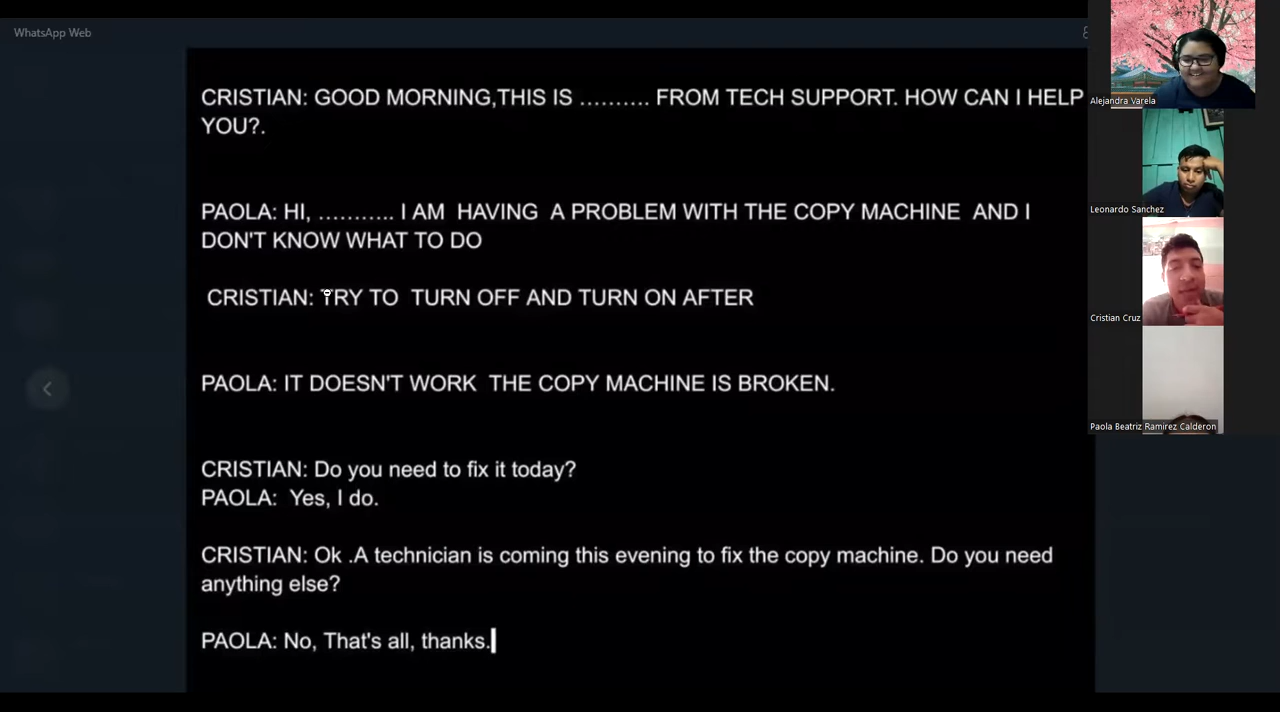 WhatsApp Web
CRISTIAN: GOOD MORNING,THIS IS .......... FROM TECH SUPPORT. HOW CAN I HELP
YOU?.
PAOLA: HI, ........... I AM HAVING A PROBLEM WITH THE COPY MACHINE AND I
DON'T KNOW WHAT TO DO
CRISTIAN: TRY TO TURN OFF AND TURN ON AFTER
PAOLA: IT DOESN'T WORK THE COPY MACHINE IS BROKEN.
CRISTIAN: Do you need to fix it today?
PAOLA: Yes, I do.
CRISTIAN: Ok .A technician is coming this evening to fix the copy machine. Do you need
anything else?
PAOLA: No, That's all, thanks.
Alejandra Varela
Leonardo Sanchez
Cristian Cruz
Paola Beatriz Ramirez Calderon